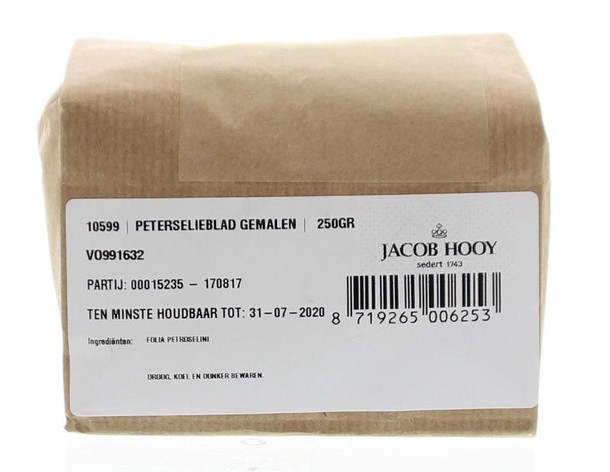 10599 | PETERSELIEBLAD GEMALEN | 250GR
VO991632
PARTIJ: 00015235 – 170817
TEN MINSTE HOUDBAAR TOT: 31–07–2020
Ingrediënten: FOLIA PETROSELINI
DROOG, KOEL EN DONKER BEWAREN.
JACOB HOOY
sedert 1743
8 719265 006253